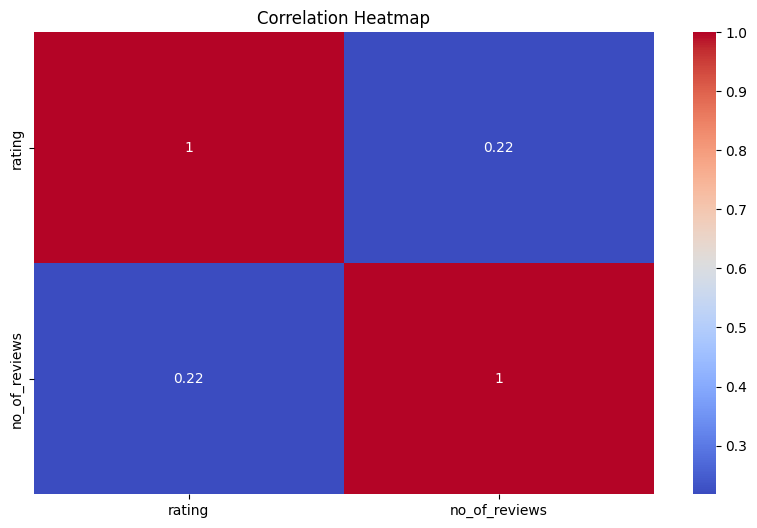 Correlation Heatmap
rating
1
0.22
no_of_reviews
0.22
1
rating
no_of_reviews
1.0
0.9
0.8
0.7
0.6
0.5
0.4
0.3